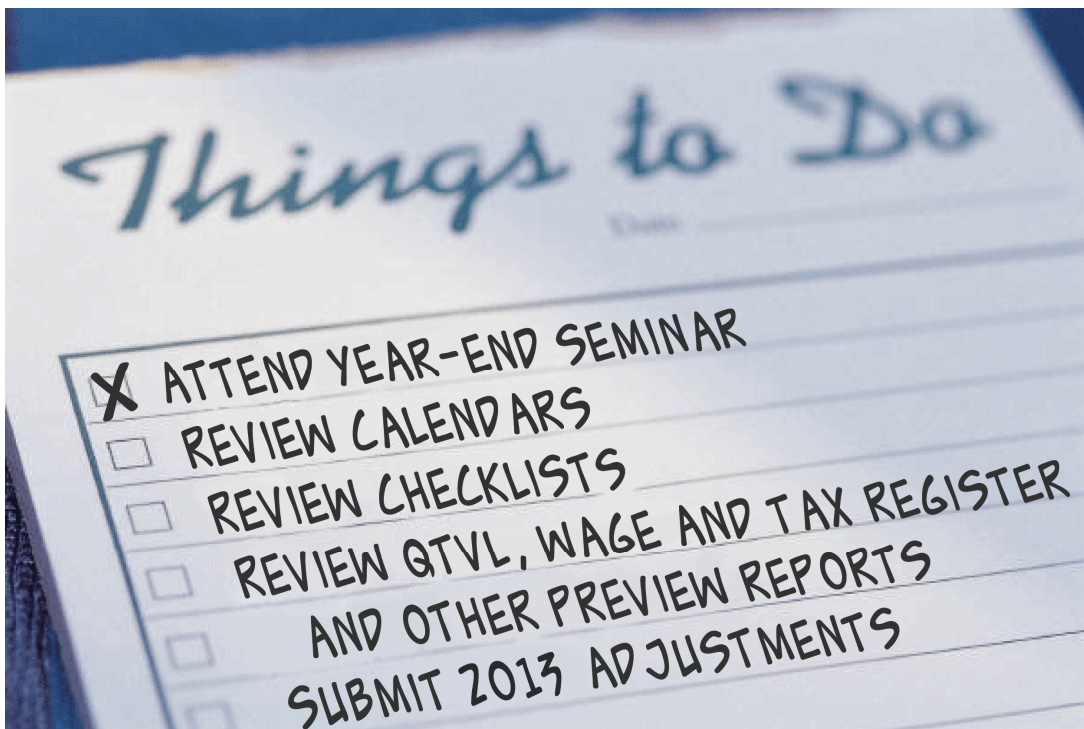 Things to Do
Date
X ATTEND YEAR-END SEMINAR
REVIEW CALENDARS
REVIEW CHECKLISTS
REVIEW QTVL, WAGE AND TAX REGISTER
AND OTHER PREVIEW REPORTS
SUBMIT 2013 ADJUSTMENTS